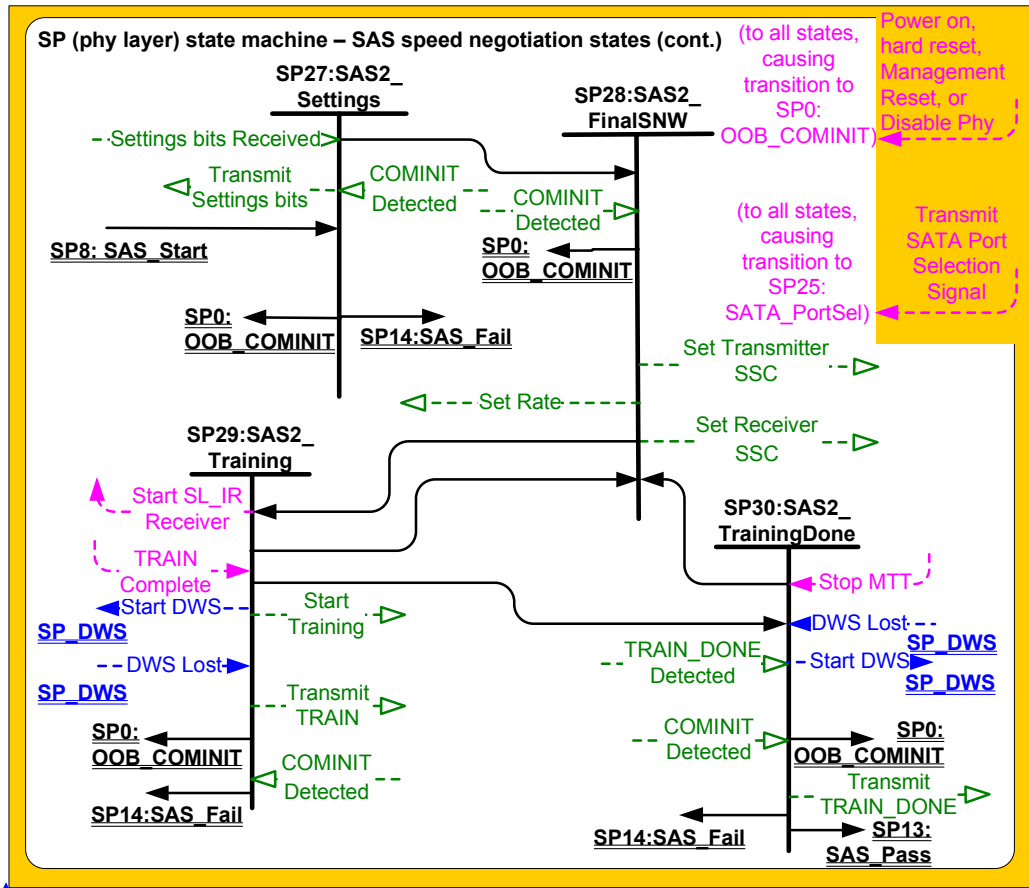 SP (phy layer) state machine – SAS speed negotiation states (cont.)
(to all states,
causing
transition to
SP0:
OOB_COMINIT)
Power on,
hard reset,
Management
Reset, or
Disable Phy
SP27:SAS2_
Settings
SP28:SAS2_
FinalSNW
Settings bits Received
Transmit
Settings bits
COMINIT
Detected
COMINIT
Detected
SP8: SAS_Start
SP0:
OOB_COMINIT
(to all states,
causing
transition to
SP25:
SATA_PortSel)
Transmit
SATA Port
Selection
Signal
SP0:
OOB_COMINIT
SP14:SAS_Fail
Set Transmitter
SSC
Set Rate
Set Receiver
SSC
SP29:SAS2_
Training
Start SL_IR
Receiver
TRAIN
Complete
Start DWS
SP_DWS
Start
Training
DWS Lost
SP_DWS
Transmit
TRAIN
SP0:
OOB_COMINIT
COMINIT
Detected
SP14:SAS_Fail
SP30:SAS2_
TrainingDone
Stop MTT
DWS Lost
SP_DWS
TRAIN_DONE
Detected
Start DWS
SP_DWS
COMINIT
Detected
SP0:
OOB_COMINIT
Transmit
TRAIN_DONE
SP14:SAS_Fail
SP13:
SAS_Pass